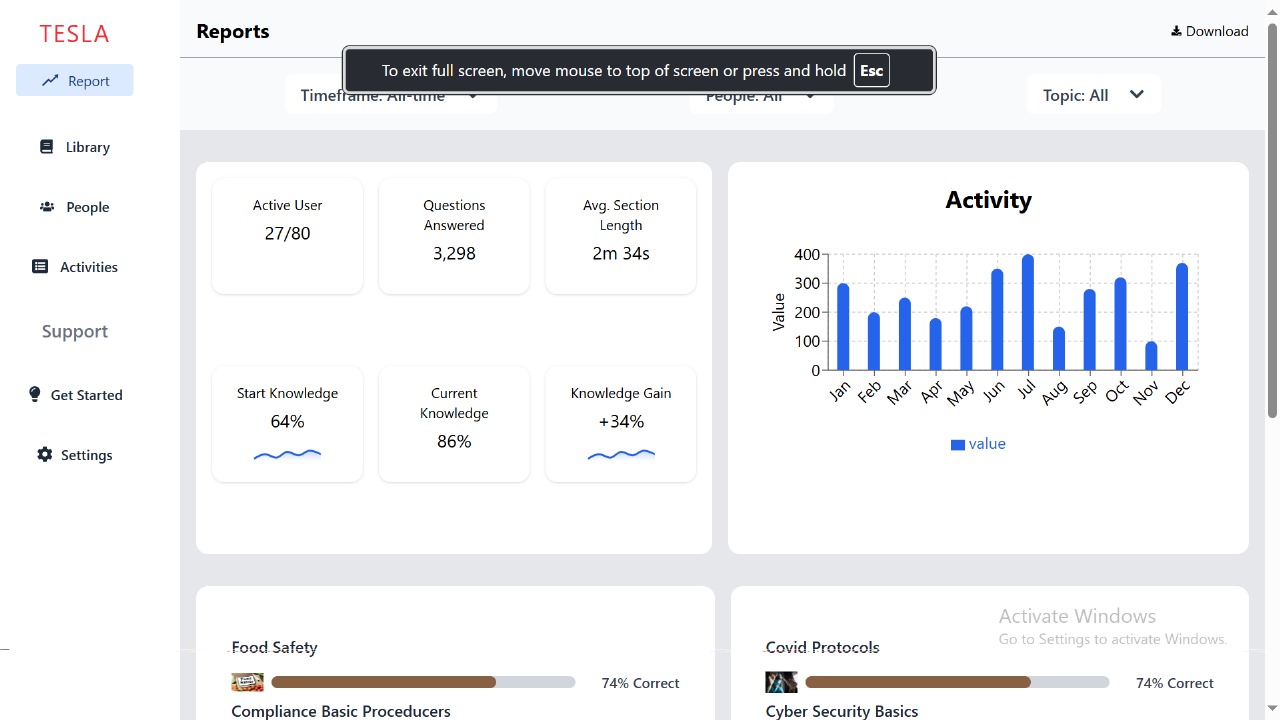 TESLA
Report
Library
People
Activities
Support
Get Started
Settings
Reports
Download
To exit full screen, move mouse to top of screen or press and hold Esc
Timeframe: All-time
People: All
Topic: All
Active User
27/80
Questions
Answered
3,298
Avg. Section
Length
2m 34s
Start Knowledge
64%
Current
Knowledge
86%
Knowledge Gain
+34%
Activity
Value
400
300
200
100
0
Jan Feb Mar Apr May Jun Jul Aug Sep Oct Nov Dec
value
Food Safety
74% Correct
Compliance Basic Proceducers
Covid Protocols
74% Correct
Cyber Security Basics
Activate Windows
Go to Settings to activate Windows.